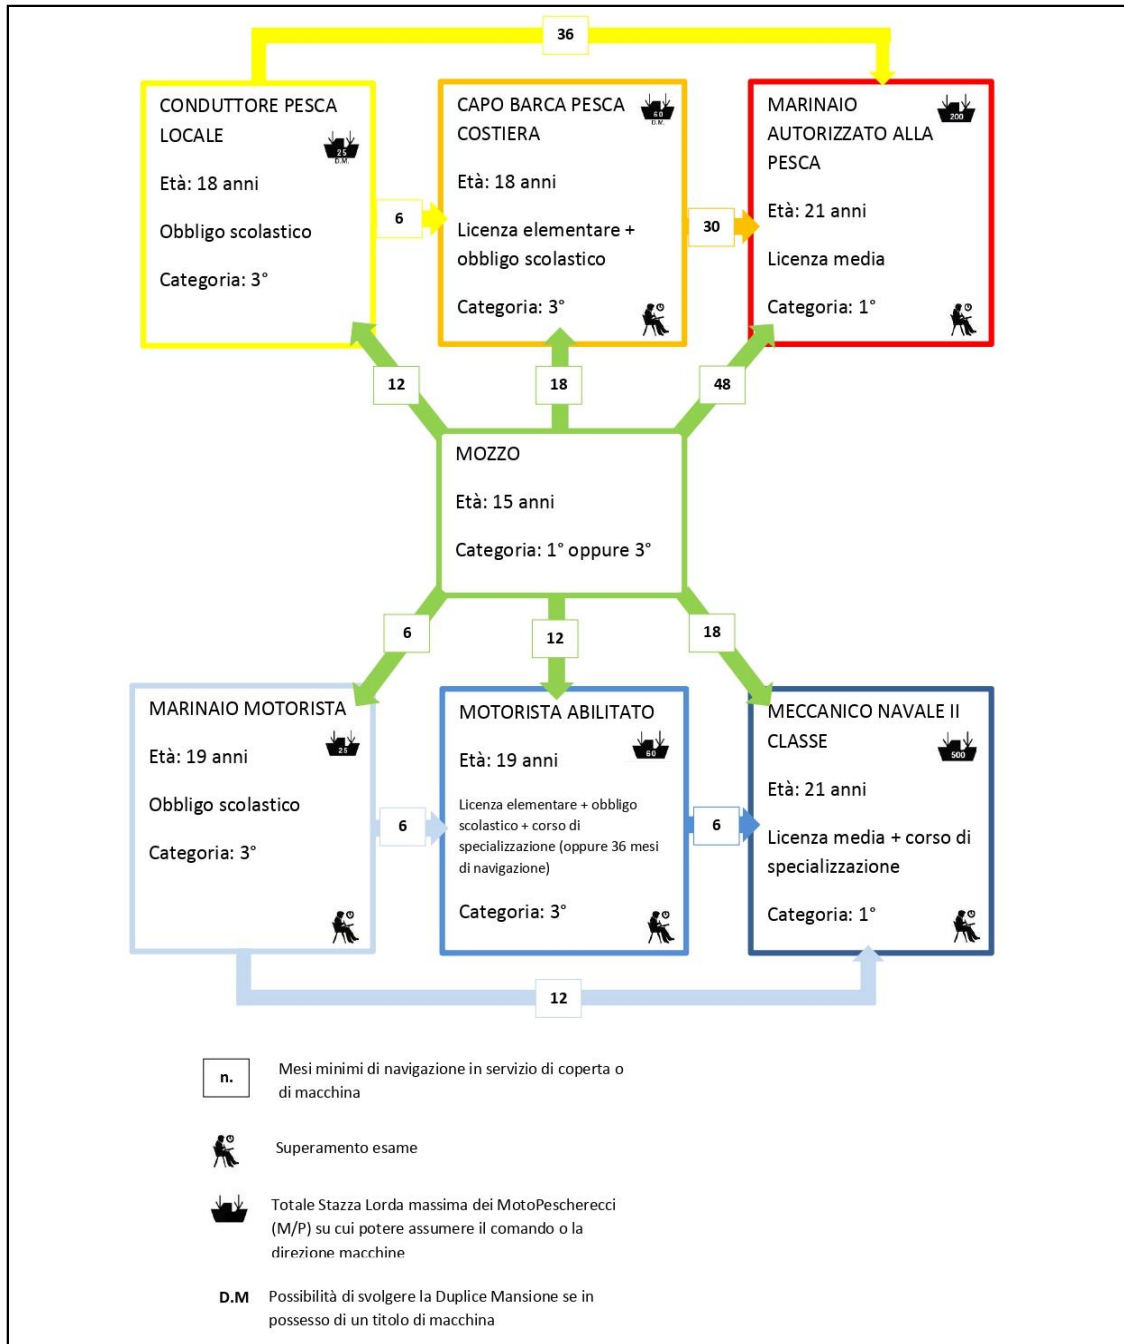 36
CONDUTTORE PESCA
LOCALE
25
D.M.
Età: 18 anni
Obbligo scolastico
Categoria: 3°
6
CAPO BARCA PESCA
COSTIERA
60
D.M.
Età: 18 anni
Licenza elementare +
obbligo scolastico
Categoria: 3°
30
MARINAIO
AUTORIZZATO ALLA
PESCA
200
Età: 21 anni
Licenza media
Categoria: 1°
12
18
48
MOZZO
Età: 15 anni
Categoria: 1° oppure 3°
6
12
18
MARINAIO MOTORISTA
25
Età: 19 anni
Obbligo scolastico
Categoria: 3°
6
MOTORISTA ABILITATO
60
Età: 19 anni
Licenza elementare + obbligo
scolastico + corso di
specializzazione (oppure 36 mesi
di navigazione)
Categoria: 3°
6
MECCANICO NAVALE II
CLASSE
500
Età: 21 anni
Licenza media + corso di
specializzazione
Categoria: 1°
12
n.
Mesi minimi di navigazione in servizio di coperta o
di macchina
Superamento esame
Totale Stazza Lorda massima dei MotoPescherecci
(M/P) su cui potere assumere il comando o la
direzione macchine
D.M Possibilità di svolgere la Duplice Mansione se in
possesso di un titolo di macchina